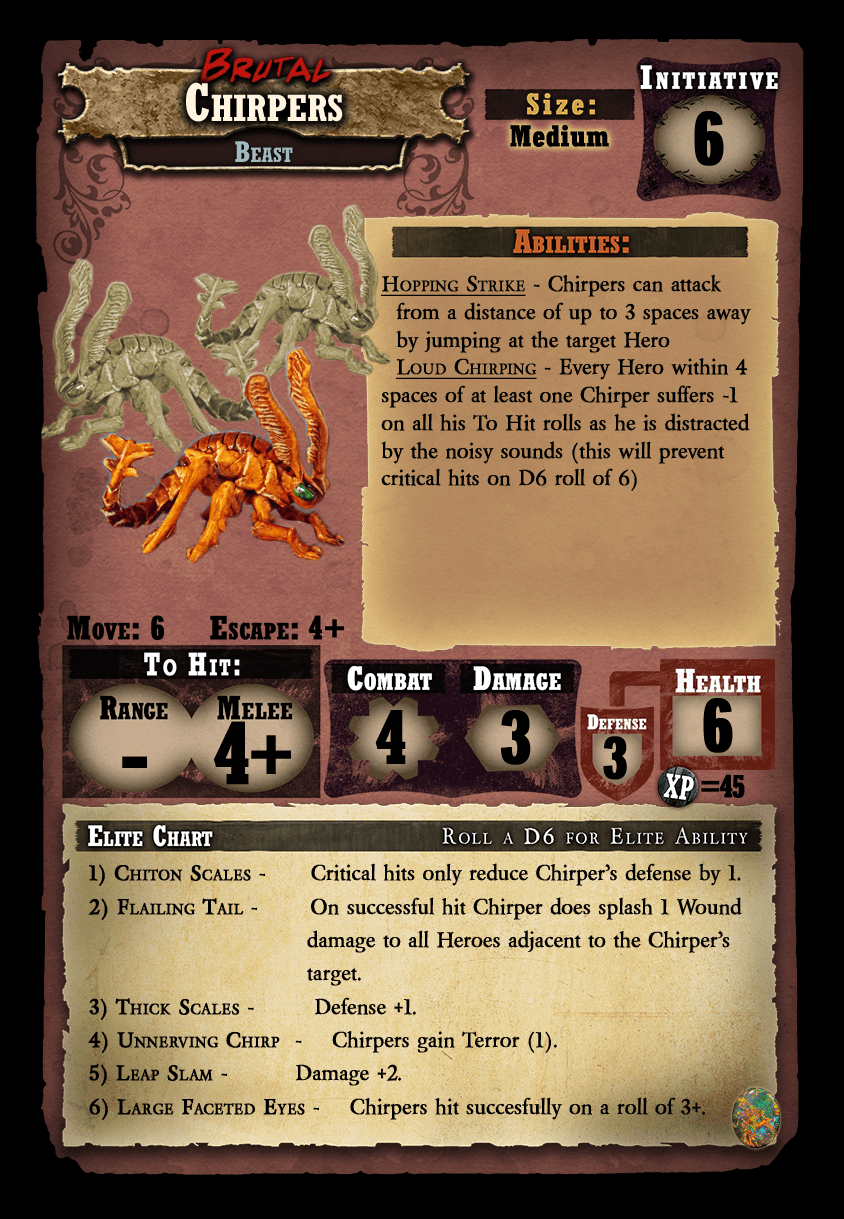 Brutal
Chirpers
Beast
Size:
Medium
Initiative
6
Abilities:
Hopping Strike - Chirpers can attack
from a distance of up to 3 spaces away
by jumping at the target Hero
Loud Chirping - Every Hero within 4
spaces of at least one Chirper suffers -1
on all his To Hit rolls as he is distracted
by the noisy sounds (this will prevent
critical hits on D6 roll of 6)
Move: 6 Escape: 4+
To Hit:
Range Melee
- 4+
Combat
4
Damage
3
Defense
3
Health
6
XP =45
Elite Chart Roll a D6 for Elite Ability
1) Chiton Scales - Critical hits only reduce Chirper's defense by 1.
2) Flailing Tail - On successful hit Chirper does splash 1 Wound
damage to all Heroes adjacent to the Chirper's
target.
3) Thick Scales - Defense +1.
4) Unnerving Chirp - Chirpers gain Terror (1).
5) Leap Slam - Damage +2.
6) Large Faceted Eyes - Chirpers hit succesfully on a roll of 3+.